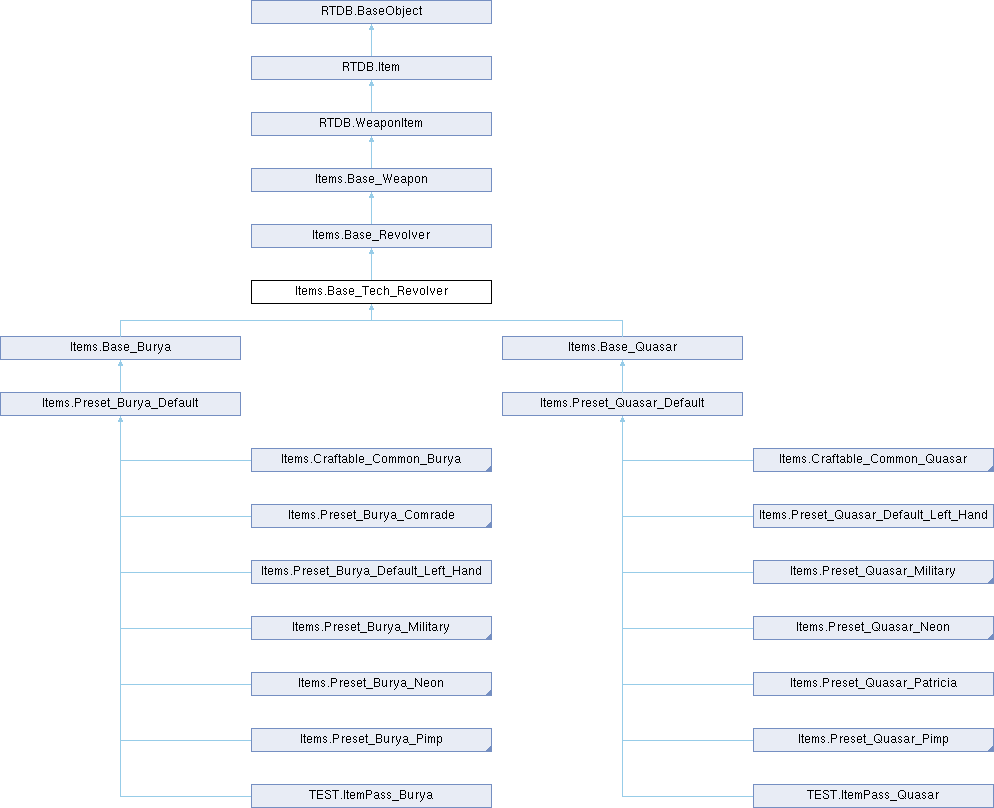 RTDB.BaseObject
RTDB.Item
RTDB.WeaponItem
Items.Base_Weapon
Items.Base_Revolver
Items.Base_Tech_Revolver
Items.Base_Burya
Items.Base_Quasar
Items.Preset_Burya_Default
Items.Preset_Quasar_Default
Items.Craftable_Common_Burya
Items.Craftable_Common_Quasar
Items.Preset_Burya_Comrade
Items.Preset_Quasar_Default_Left_Hand
Items.Preset_Burya_Default_Left_Hand
Items.Preset_Quasar_Military
Items.Preset_Burya_Military
Items.Preset_Quasar_Neon
Items.Preset_Burya_Neon
Items.Preset_Quasar_Patricia
Items.Preset_Burya_Pimp
Items.Preset_Quasar_Pimp
TEST.ItemPass_Burya
TEST.ItemPass_Quasar